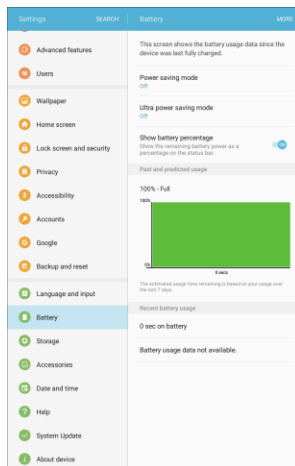 Settings
SEARCH
Advanced features
Users
Wallpaper
Home screen
Lock screen and security
Privacy
Accessibility
Accounts
Google
Backup and reset
Language and input
Battery
Storage
Accessories
Date and time
Help
System Update
About device
Battery
MORE
This screen shows the battery usage data since the
device was last fully charged.
Power saving mode
Off
Ultra power saving mode
Off
Show battery percentage
Show the remaining battery power as a
percentage on the status bar.
ON
Past and predicted usage
100% - Full
100%
0%
0 secs
The estimated usage time remaining is based on your usage over
the last 7 days.
Recent battery usage
0 sec on battery
Battery usage data not available.